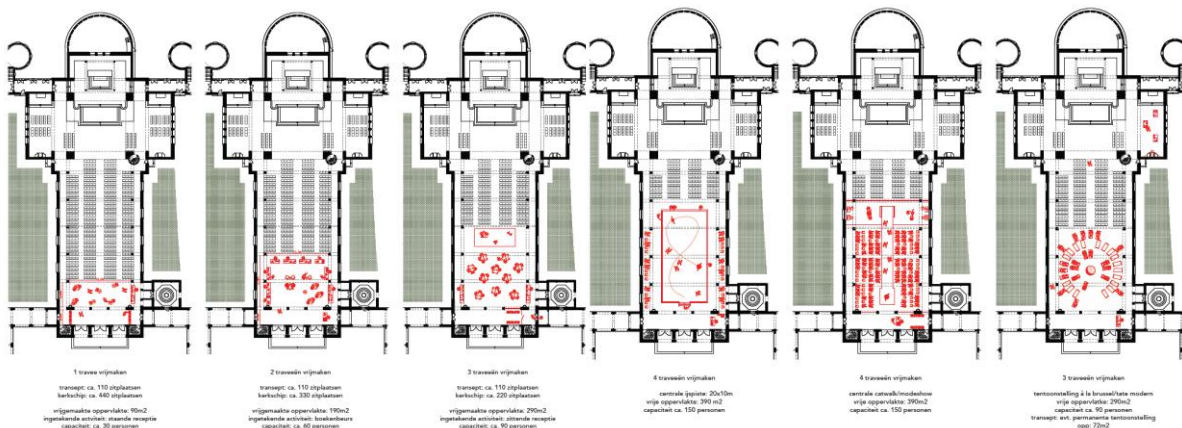 1 travee vrijmaken
transept: ca. 110 zitplaatsen
kerkschip: ca. 440 zitplaatsen
vrijgemaakte oppervlakte: 90m2
ingetekende activiteit: staande receptie
capaciteit: ca. 30 personen
2 traveeën vrijmaken
transept: ca. 110 zitplaatsen
kerkschip: ca. 330 zitplaatsen
vrijgemaakte oppervlakte: 190m2
ingetekende activiteit: boekenbeurs
capaciteit: ca. 60 personen
3 traveeën vrijmaken
transept: ca. 110 zitplaatsen
kerkschip: ca. 220 zitplaatsen
vrijgemaakte oppervlakte: 290m2
ingetekende activiteit: zittende receptie
capaciteit: ca. 90 personen
4 traveeën vrijmaken
centrale ijspiste: 20x10m
vrije oppervlakte: 390 m2
capaciteit ca. 150 personen
4 traveeën vrijmaken
centrale catwalk/modeshow
vrije oppervlakte: 390m2
capaciteit ca. 150 personen
3 traveeën vrijmaken
tentoonstelling à la brussel/tate modern
vrije oppervlakte: 290m2
capaciteit ca. 90 personen
transept: evt. permanente tentoonstelling
opp: 72m2